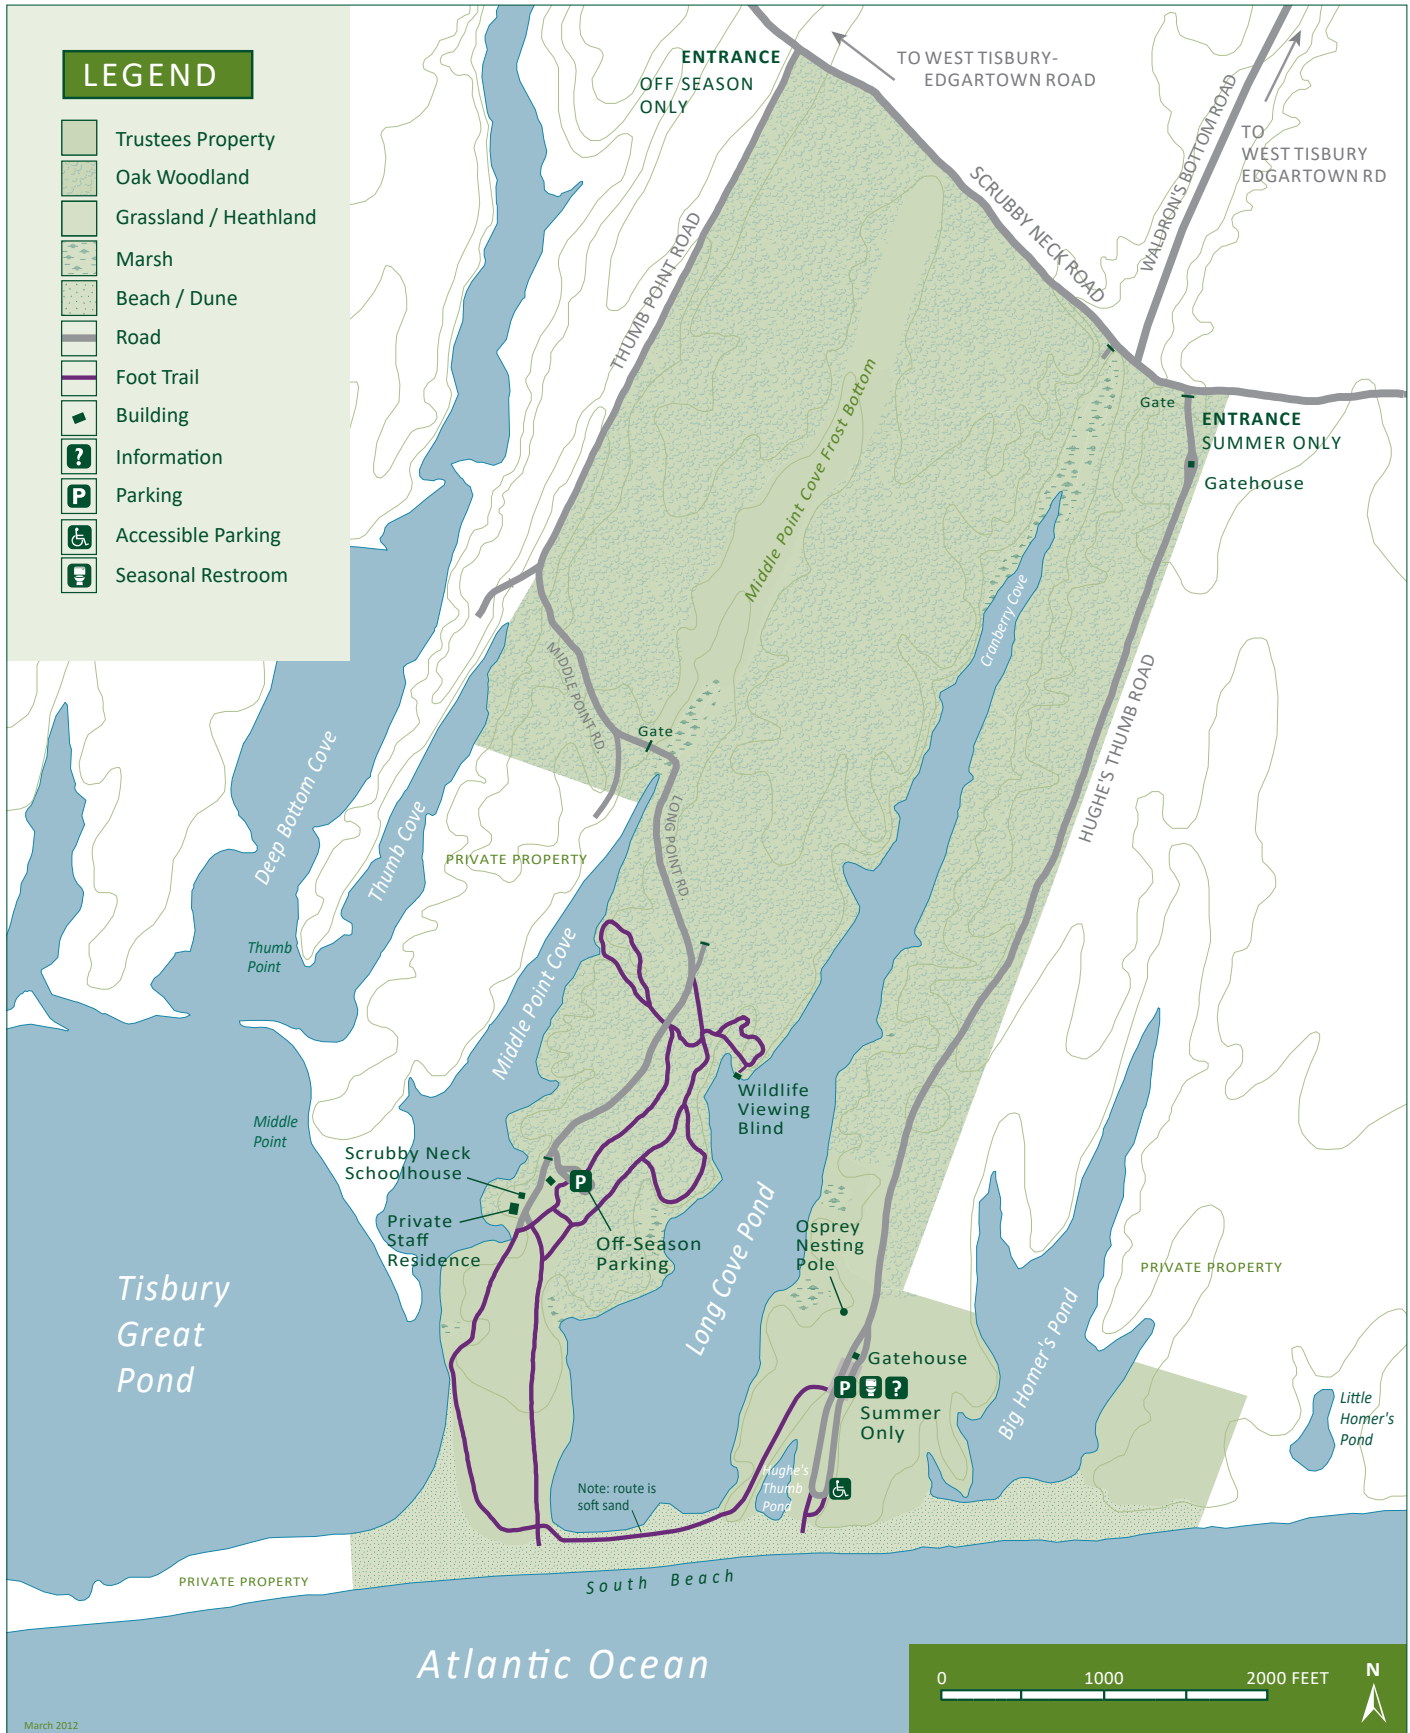 LEGEND
Trustees Property
Oak Woodland
Grassland / Heathland
Marsh
Beach / Dune
Road
Foot Trail
Building
?
Information
P
Parking
Accessible Parking
Seasonal Restroom
ENTRANCE
OFF SEASON
ONLY
TO WEST TISBURY-
EDGARTOWN ROAD
WALDRON'S BOTTOM ROAD
TO
WEST TISBURY
EDGARTOWN RD
SCRUBBY NECK ROAD
THUMB POINT ROAD
Middle Point Cove Frost Bottom
Gate
ENTRANCE
SUMMER ONLY
Gatehouse
Cranberry Cove
MIDDLE POINT RD.
Gate
HUGHE'S THUMB ROAD
LONG POINT RD
Deep Bottom Cove
Thumb Cove
PRIVATE PROPERTY
Thumb
Point
Middle Point Cove
Middle
Point
Wildlife
Viewing
Blind
Scrubby Neck
Schoolhouse
P
Private
Staff
Residence
Off-Season
Parking
Long Cove Pond
Osprey
Nesting
Pole
PRIVATE PROPERTY
Tisbury
Great
Pond
Gatehouse
P
?
Summer
Only
Big Homer's Pond
Little
Homer's
Pond
Hughe's
Thumb
Pond
Note: route is
soft sand
PRIVATE PROPERTY
South Beach
Atlantic Ocean
0 1000 2000 FEET
N
March 2012